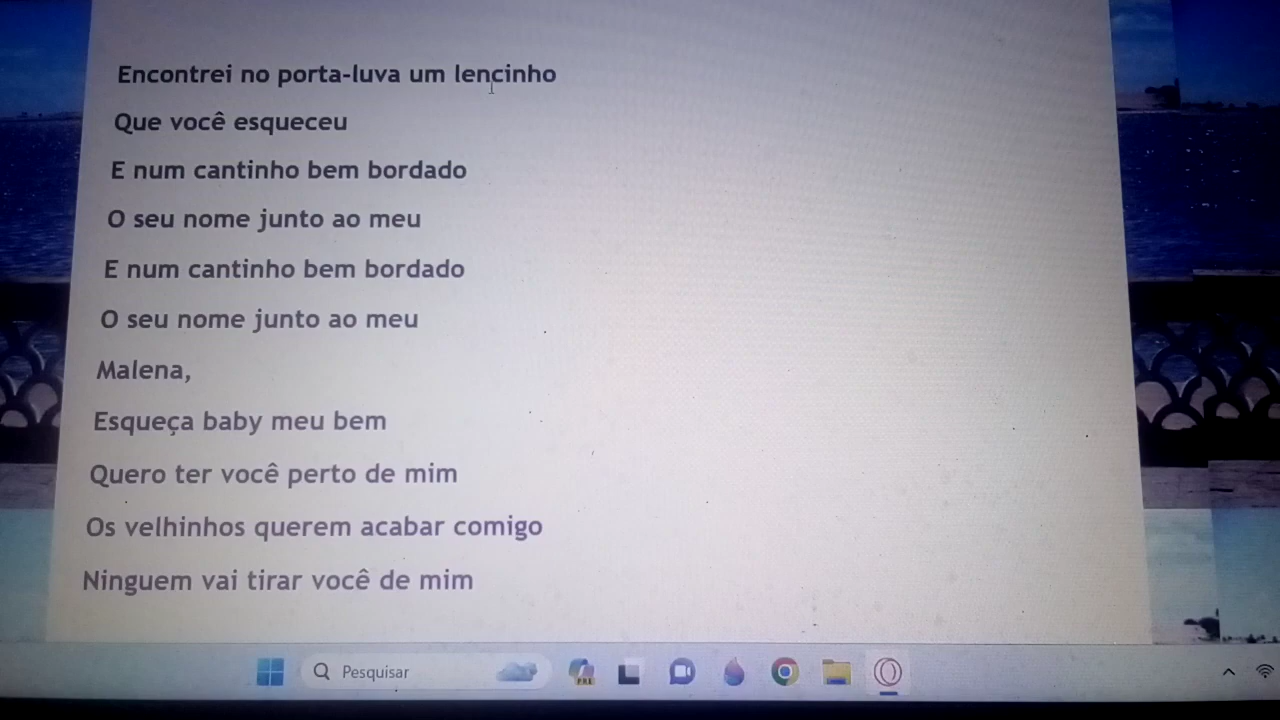 Encontrei no porta-luva um lencinho
Que você esqueceu
E num cantinho bem bordado
O seu nome junto ao meu
E num cantinho bem bordado
O seu nome junto ao meu
Malena,
Esqueça baby meu bem
Quero ter você perto de mim
Os velhinhos querem acabar comigo
Ninguem vai tirar você de mim
Pesquisar
PRE